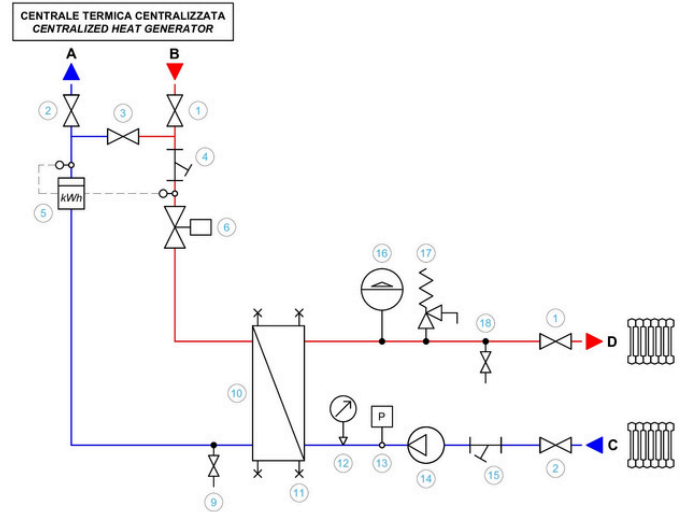 CENTRALE TERMICA CENTRALIZZATA
CENTRALIZED HEAT GENERATOR
A
B
2
3
1
4
kWh
5
6
16
17
18
1
D
10
P
C
12
13
14
15
2
9
11